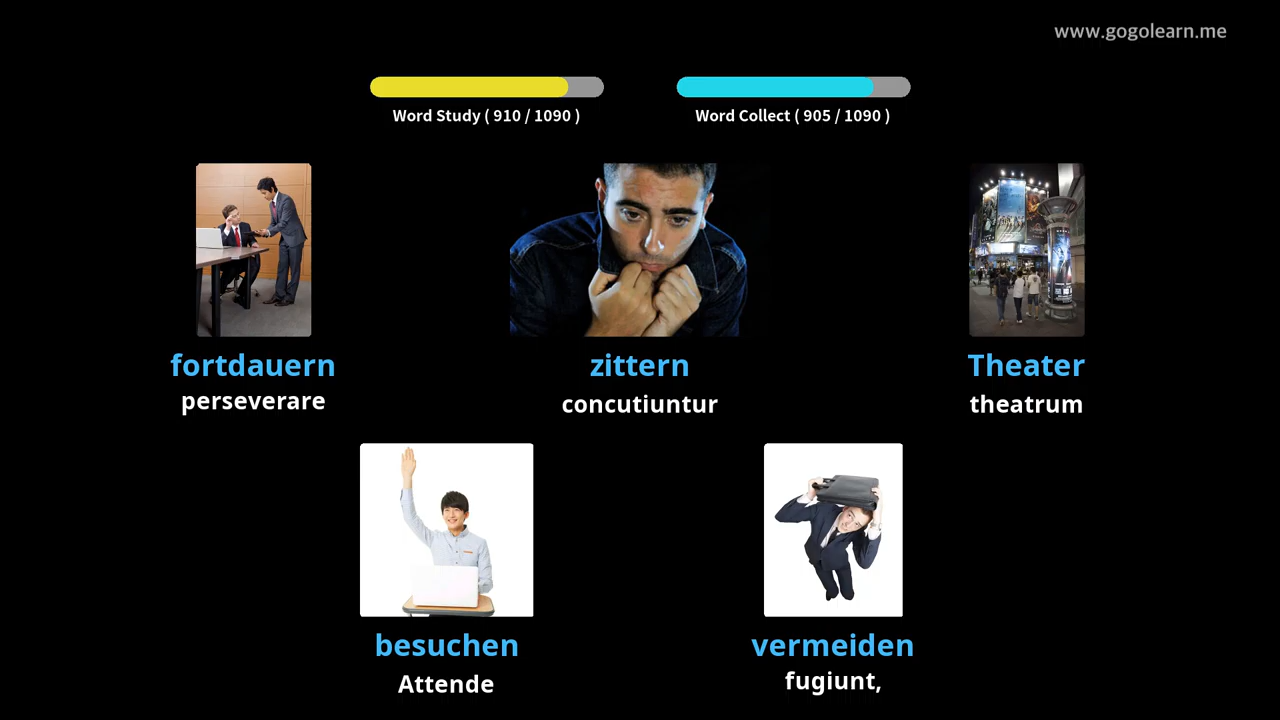 www.gogolearn.me
Word Study ( 910 / 1090 )
Word Collect ( 905 / 1090 )
fortdauern
perseverare
zittern
concutiuntur
Theater
theatrum
besuchen
Attende
vermeiden
fugiunt,